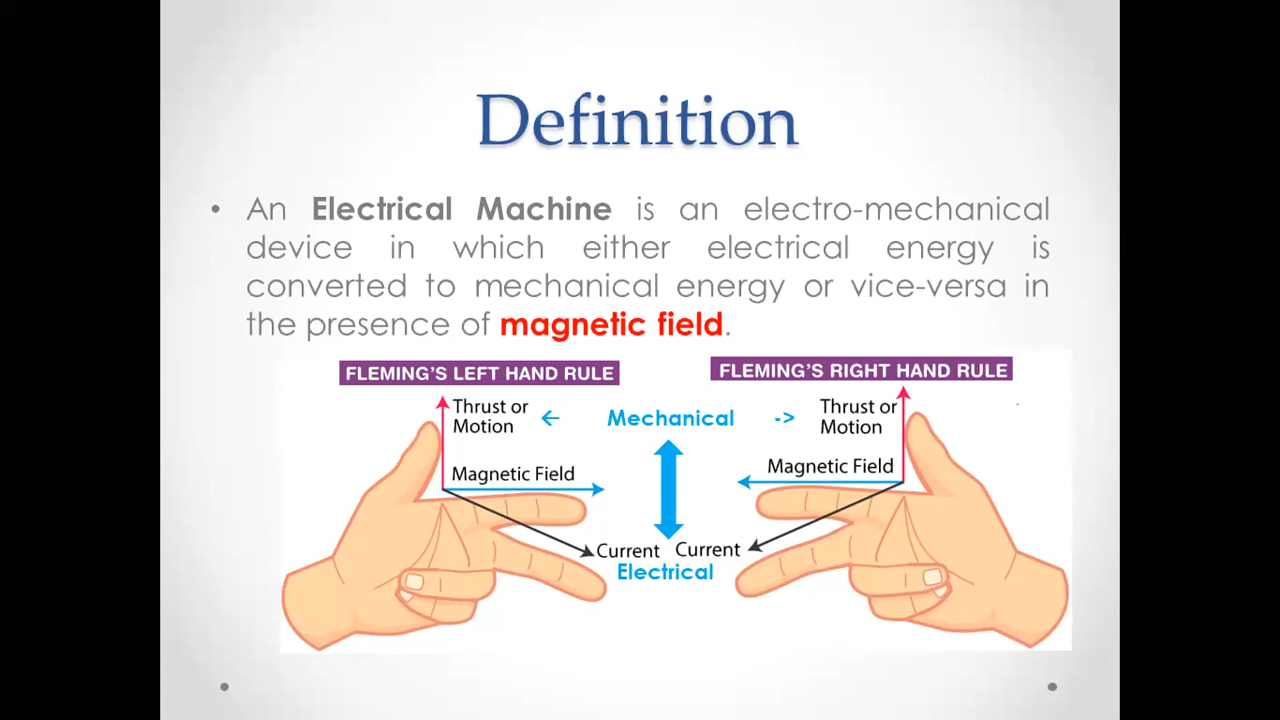 Definition
• An Electrical Machine is an electro-mechanical
device in which either electrical energy is
converted to mechanical energy or vice-versa in
the presence of magnetic field.
FLEMING'S LEFT HAND RULE
FLEMING'S RIGHT HAND RULE
Thrust or
Motion
<- Mechanical ->
Thrust or
Motion
Magnetic Field
Magnetic Field
Current
Current
Electrical